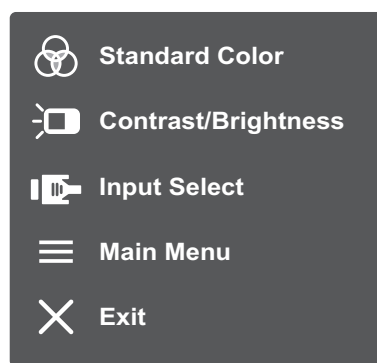 Standard Color
Contrast/Brightness
Input Select
Main Menu
Exit